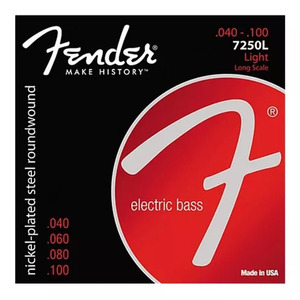 Fender®
MAKE HISTORY™
.040 - .100
7250L
Light
Long Scale
F®
electric bass
nickel-plated steel roundwound
.040
.060
.080
.100
Made in USA